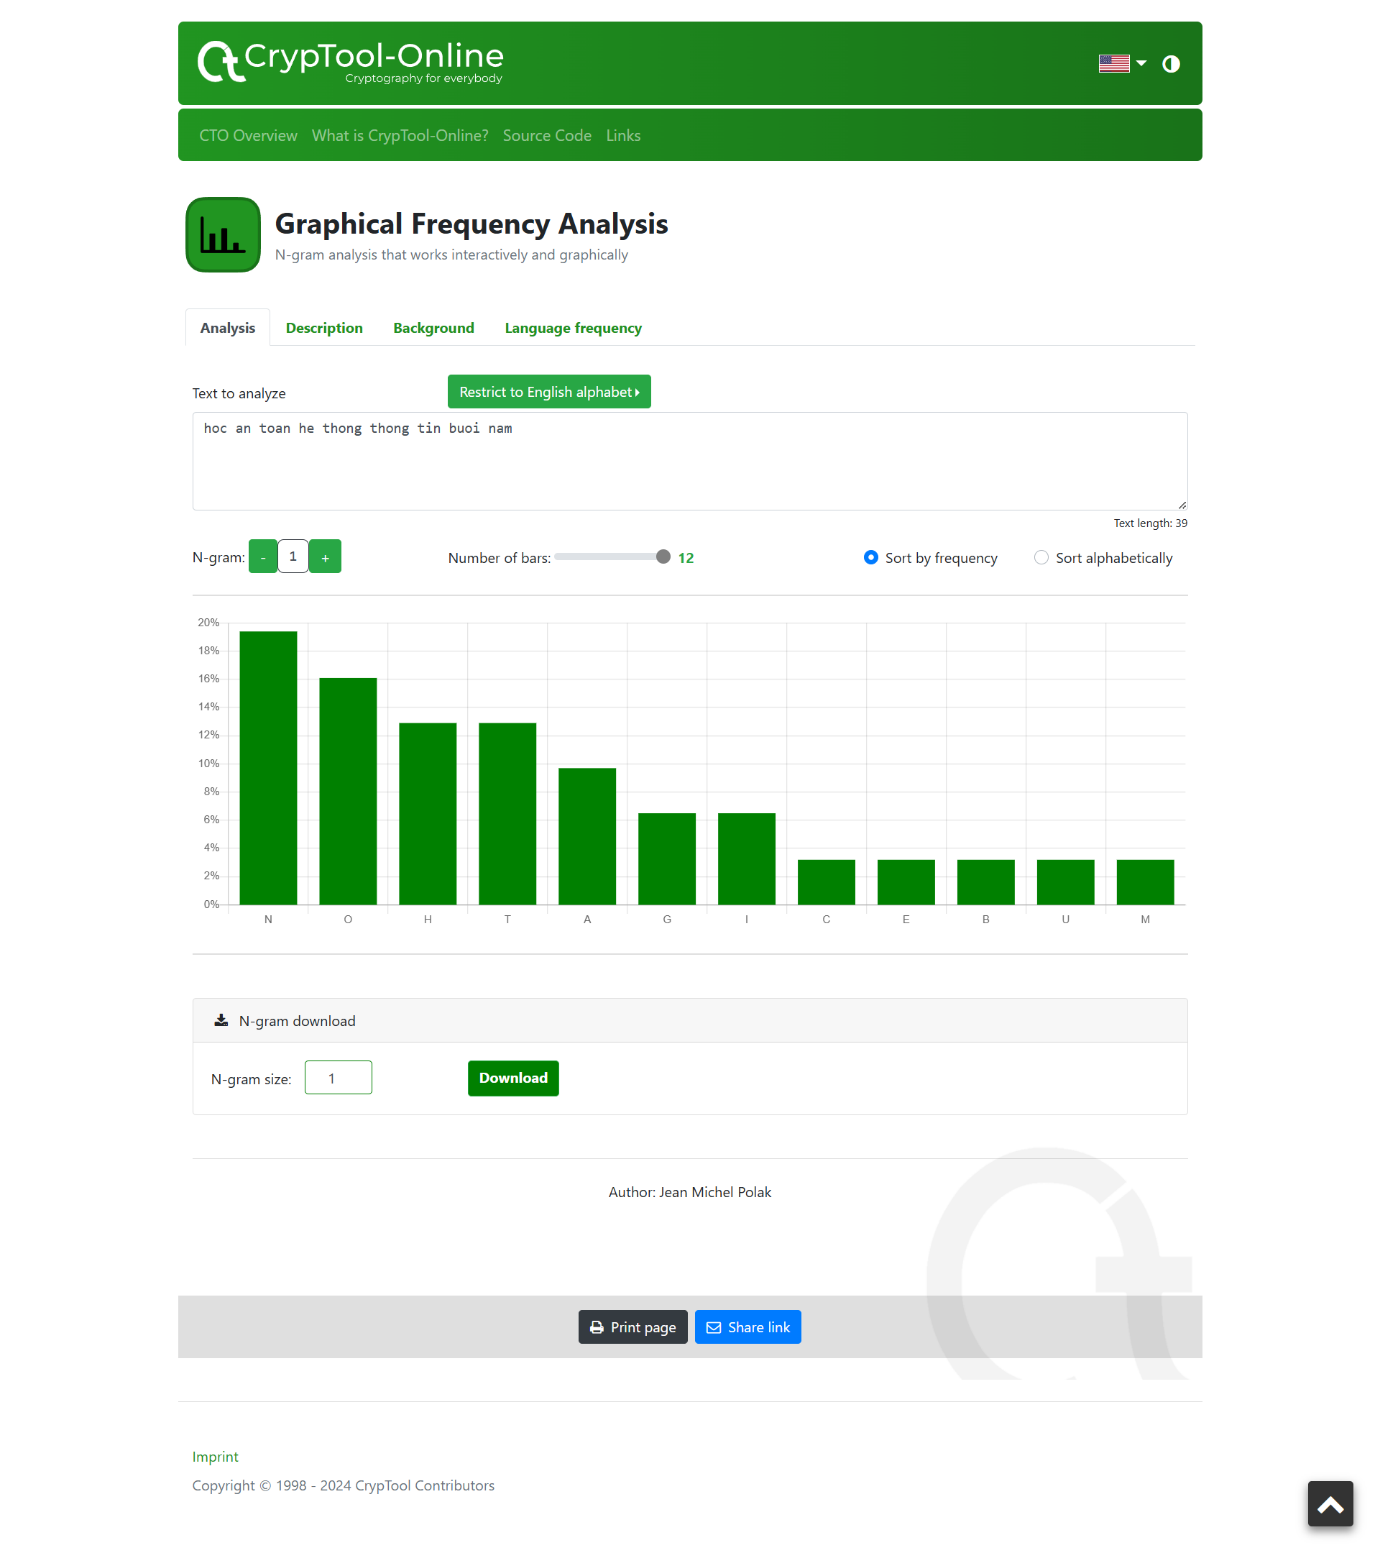 CrypTool-Online
Cryptography for everybody
CTO Overview What is CrypTool-Online? Source Code Links
Graphical Frequency Analysis
N-gram analysis that works interactively and graphically
Analysis Description Background Language frequency
Text to analyze Restrict to English alphabet
hoc an toan he thong thong tin buoi nam
Text length: 39
N-gram: - 1 + Number of bars: 12 Sort by frequency Sort alphabetically
20%
18%
16%
14%
12%
10%
8%
6%
4%
2%
0%
N O H T A G I C E B U M
N-gram download
N-gram size: 1 Download
Author: Jean Michel Polak
Print page Share link
Imprint
Copyright © 1998 - 2024 CrypTool Contributors